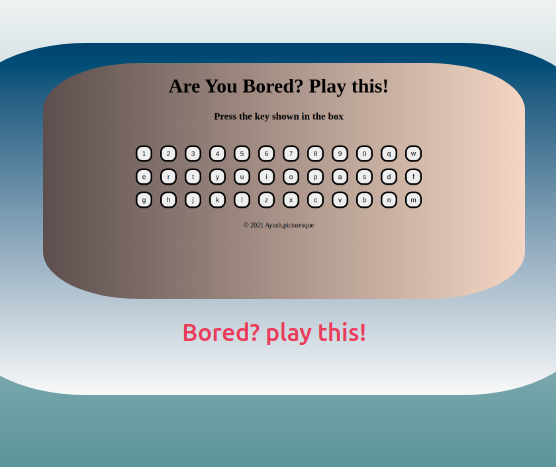 Are You Bored? Play this!
Press the key shown in the box
1 2 3 4 5 6 7 8 9 0 q w
e r t y u i o p a s d f
g h j k l z x c v b n m
© 2021 Ayush.picturesque
Bored? play this!